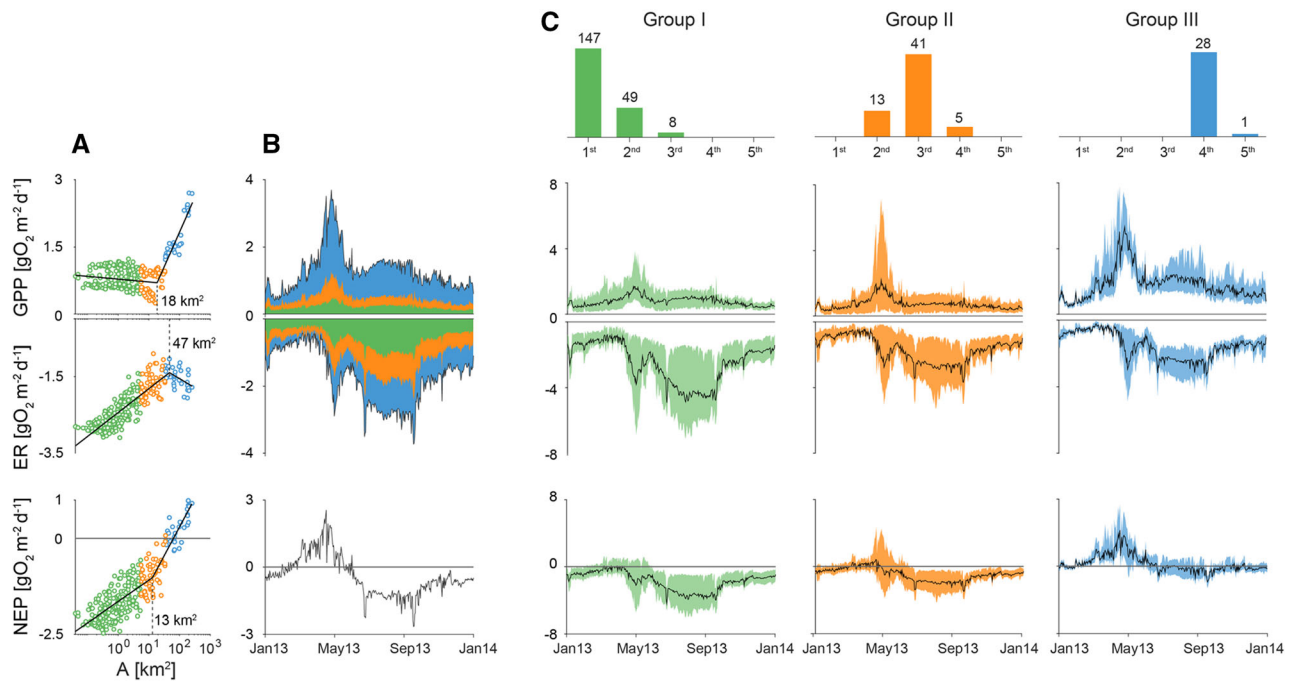 A
B
C
Group I
147
49
8
1st 2nd 3rd 4th 5th
Group II
13
41
5
1st 2nd 3rd 4th 5th
Group III
28
1
1st 2nd 3rd 4th 5th
GPP [gO2 m-2 d-1]
3
1.5
0
18 km2
4
2
0
8
4
0
ER [gO2 m-2 d-1]
-1.5
-3.5
47 km2
-2
-4
-4
-8
NEP [gO2 m-2 d-1]
1
0
-2.5
13 km2
100 101 102 103
A [km2]
3
0
-3
Jan13 May13 Sep13 Jan14
8
0
-8
Jan13 May13 Sep13 Jan14
Jan13 May13 Sep13 Jan14
Jan13 May13 Sep13 Jan14